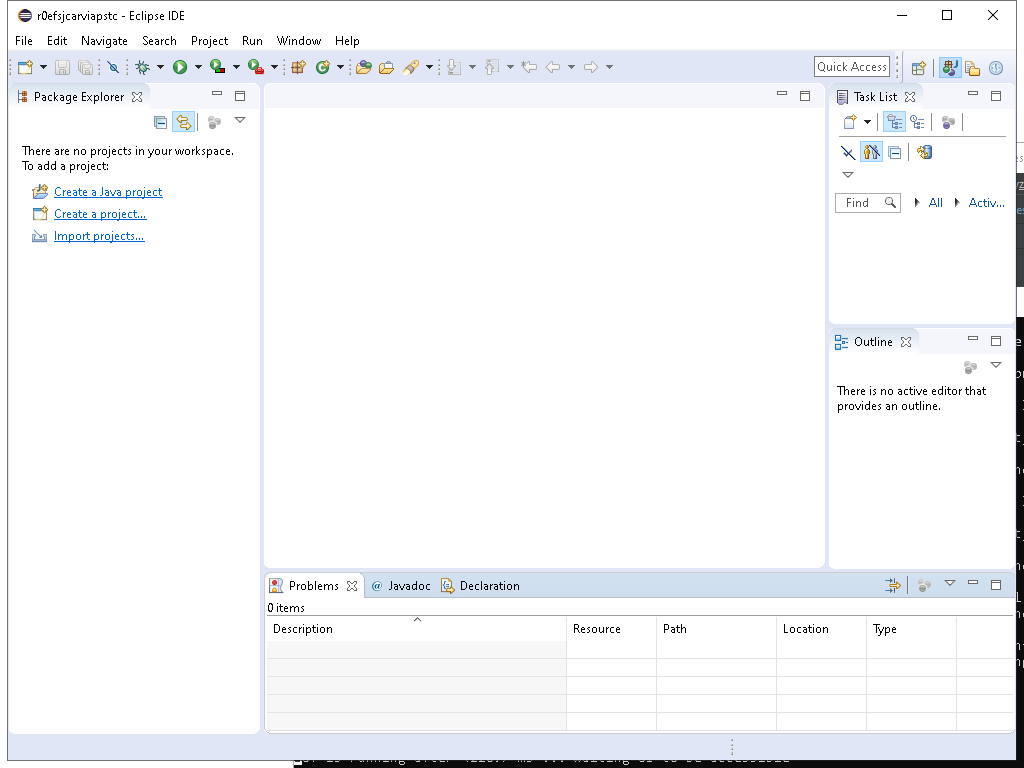 r0efsjcarviapstc - Eclipse IDE
File Edit Navigate Search Project Run Window Help
Quick Access
Package Explorer
Task List
There are no projects in your workspace.
To add a project:
Create a Java project
Create a project...
Import projects...
Find All Activ...
Outline
There is no active editor that
provides an outline.
Problems @ Javadoc Declaration
0 items
Description Resource Path Location Type